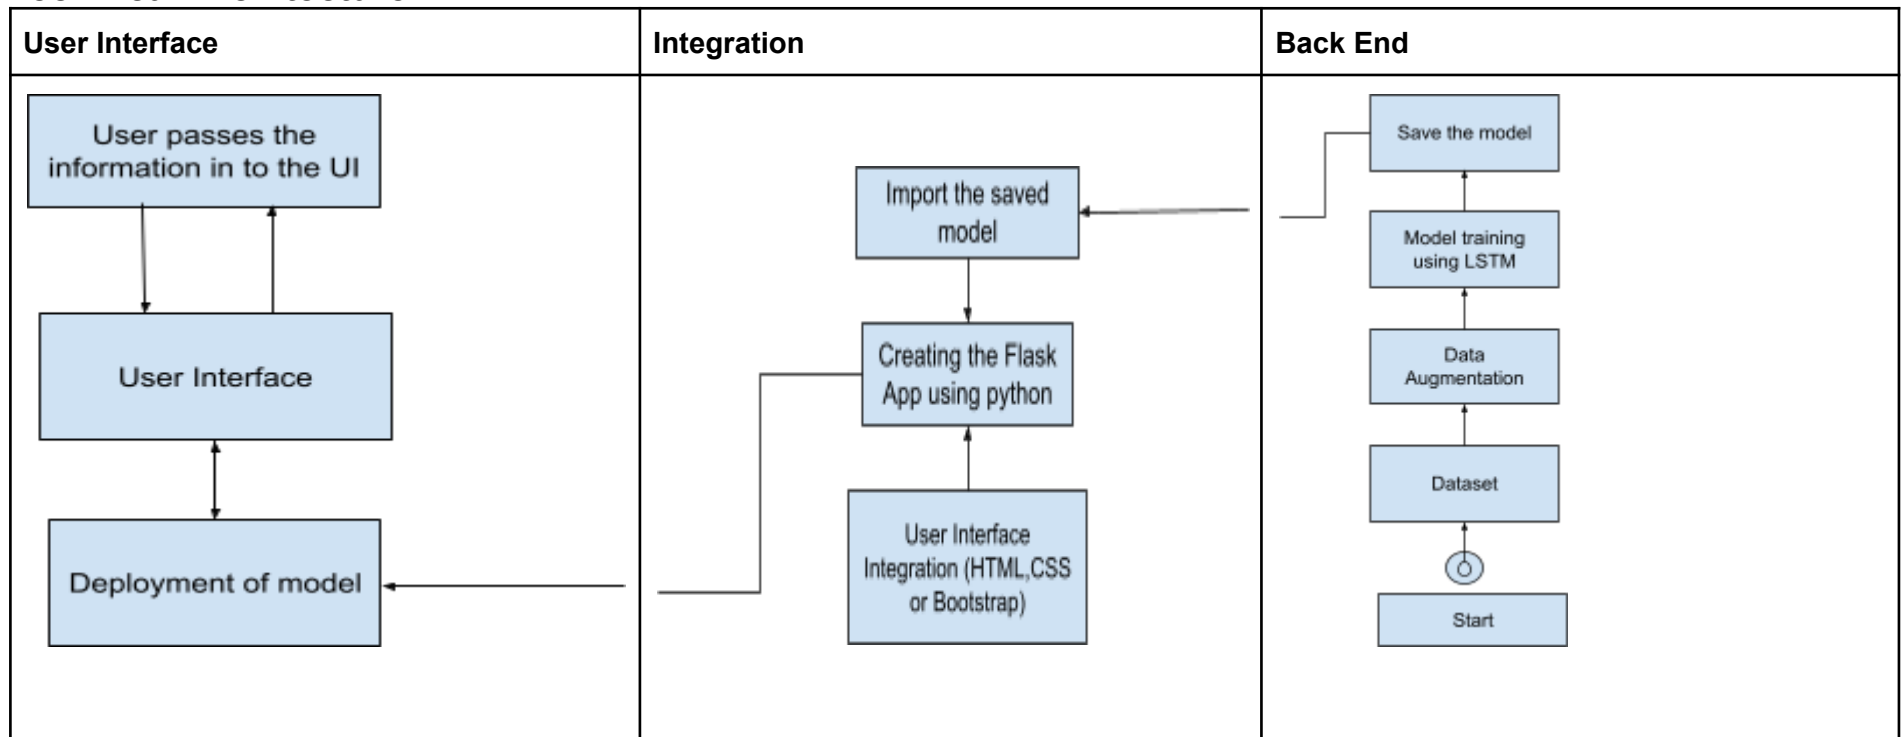 User Interface
Integration
Back End
User passes the
information in to the UI
User Interface
Deployment of model
Import the saved
model
Creating the Flask
App using python
User Interface
Integration (HTML,CSS
or Bootstrap)
Save the model
Model training
using LSTM
Data
Augmentation
Dataset
Start